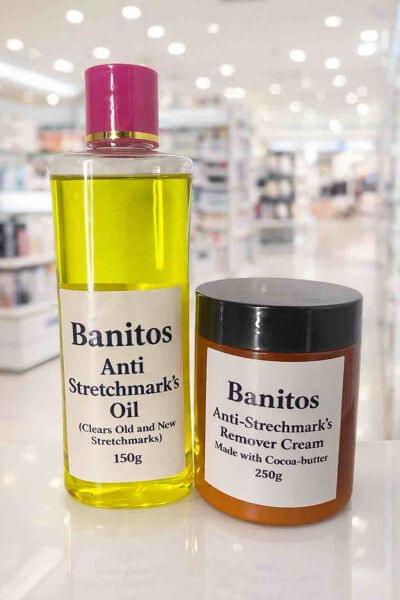 Banitos
Anti
Stretchmark's
Oil
(Clears Old and New
Stretchmarks)
150g
Banitos
Anti-Strechmark's
Remover Cream
Made with Cocoa-butter
250g